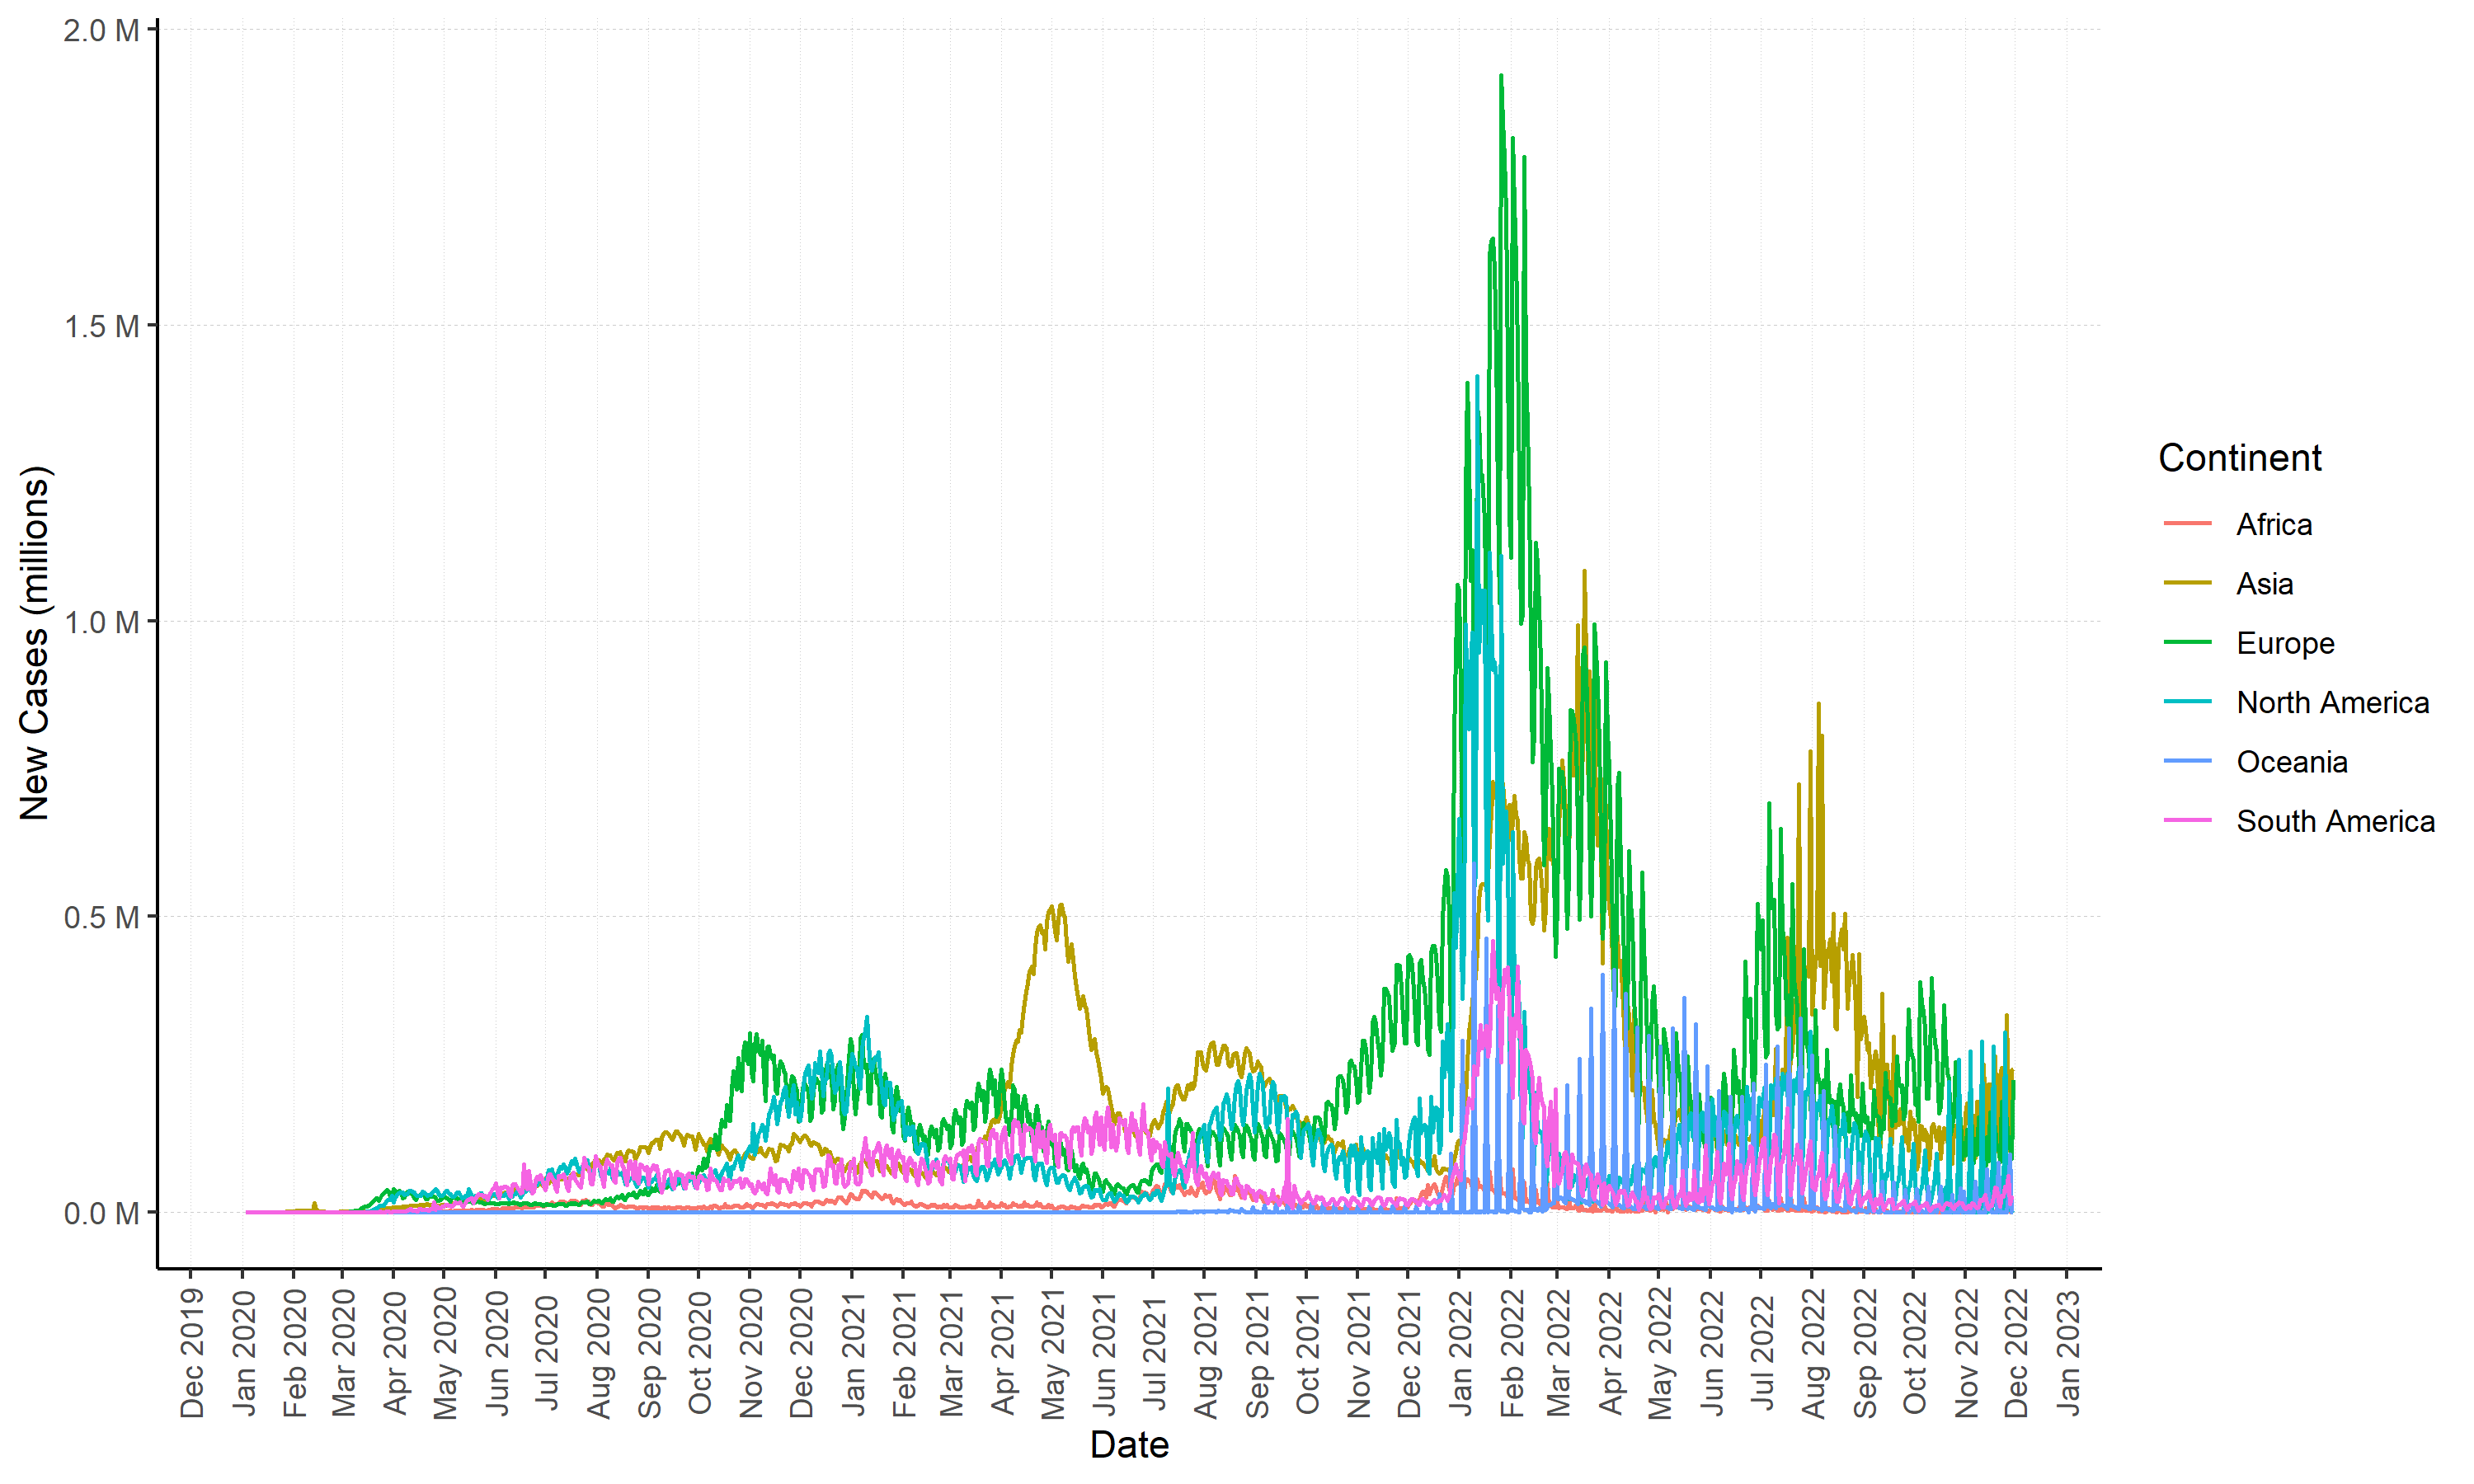 New Cases (millions)
2.0 M
1.5 M
1.0 M
0.5 M
0.0 M
Dec 2019
Jan 2020
Feb 2020
Mar 2020
Apr 2020
May 2020
Jun 2020
Jul 2020
Aug 2020
Sep 2020
Oct 2020
Nov 2020
Dec 2020
Jan 2021
Feb 2021
Mar 2021
Apr 2021
May 2021
Jun 2021
Jul 2021
Aug 2021
Sep 2021
Oct 2021
Nov 2021
Dec 2021
Jan 2022
Feb 2022
Mar 2022
Apr 2022
May 2022
Jun 2022
Jul 2022
Aug 2022
Sep 2022
Oct 2022
Nov 2022
Dec 2022
Jan 2023
Date
Continent
Africa
Asia
Europe
North America
Oceania
South America